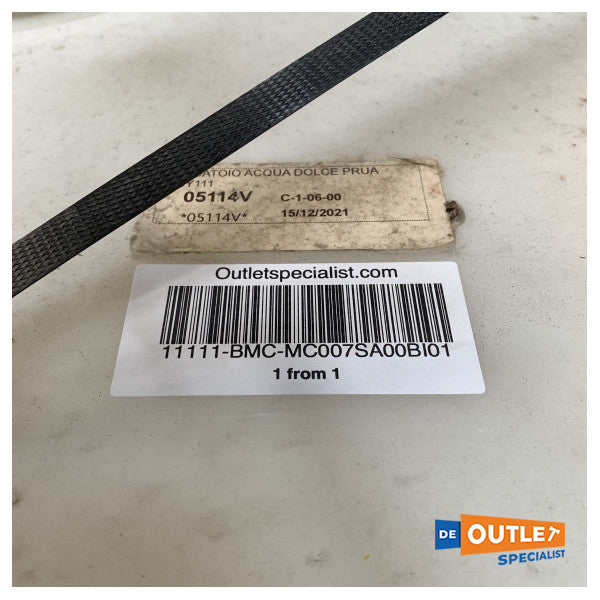 ATOIO ACQUA DOLCE PRUA
Y111
05114V C-1-06-00
*05114V* 15/12/2021
Outletspecialist.com
11111-BMC-MC007SA00BI01
1 from 1
DE OUTLET
SPECIALIST